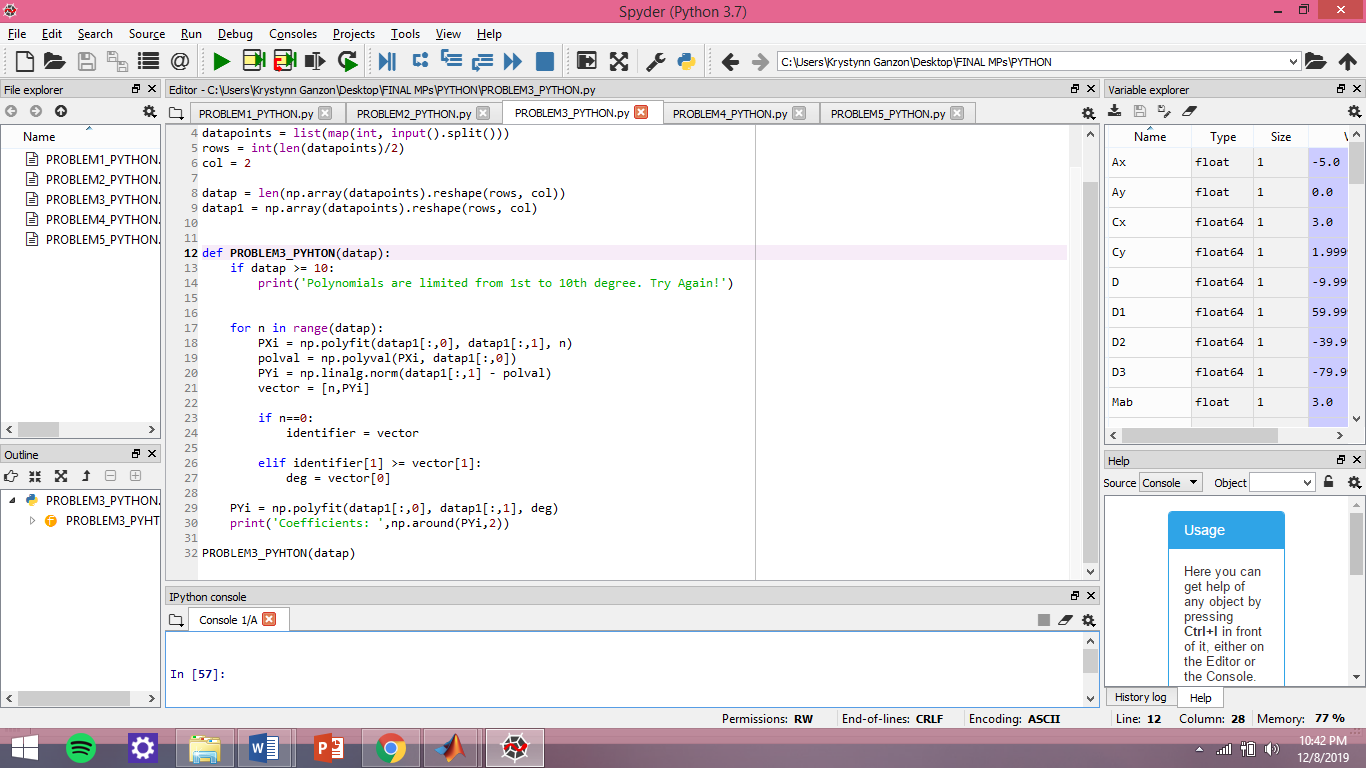 Spyder (Python 3.7)
File Edit Search Source Run Debug Consoles Projects Tools View Help
C:\Users\Krystynn Ganzon\Desktop\FINAL MPs\PYTHON
File explorer
Name
PROBLEM1_PYTHON.
PROBLEM2_PYTHON.
PROBLEM3_PYTHON.
PROBLEM4_PYTHON.
PROBLEM5_PYTHON.
Outline
PROBLEM3_PYTHON.
PROBLEM3_PYHT
Editor - C:\Users\Krystynn Ganzon\Desktop\FINAL MPs\PYTHON\PROBLEM3_PYTHON.py
PROBLEM1_PYTHON.py PROBLEM2_PYTHON.py PROBLEM3_PYTHON.py PROBLEM4_PYTHON.py PROBLEM5_PYTHON.py
4 datapoints = list(map(int, input().split()))
5 rows = int(len(datapoints)/2)
6 col = 2
7
8 datap = len(np.array(datapoints).reshape(rows, col))
9 datap1 = np.array(datapoints).reshape(rows, col)
10
11
12 def PROBLEM3_PYHTON(datap):
13 if datap >= 10:
14 print('Polynomials are limited from 1st to 10th degree. Try Again!')
15
16
17 for n in range(datap):
18 PXi = np.polyfit(datap1[:,0], datap1[:,1], n)
19 polval = np.polyval(PXi, datap1[:,0])
20 PYi = np.linalg.norm(datap1[:,1] - polval)
21 vector = [n,PYi]
22
23 if n==0:
24 identifier = vector
25
26 elif identifier[1] >= vector[1]:
27 deg = vector[0]
28
29 PYi = np.polyfit(datap1[:,0], datap1[:,1], deg)
30 print('Coefficients: ',np.around(PYi,2))
31
32 PROBLEM3_PYHTON(datap)
IPython console
Console 1/A
In [57]:
Variable explorer
Name Type Size
Ax float 1 -5.0
Ay float 1 0.0
Cx float64 1 3.0
Cy float64 1 1.999
D float64 1 -9.99
D1 float64 1 59.99
D2 float64 1 -39.9
D3 float64 1 -79.9
Mab float 1 3.0
Help
Source Console Object
Usage
Here you can
get help of
any object by
pressing
Ctrl+I in front
of it, either on
the Editor or
the Console.
History log Help
Permissions: RW End-of-lines: CRLF Encoding: ASCII Line: 12 Column: 28 Memory: 77 %
10:42 PM
12/8/2019